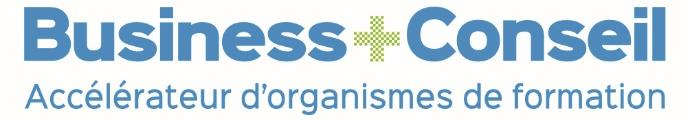 Business+Conseil
Accélérateur d'organismes de formation